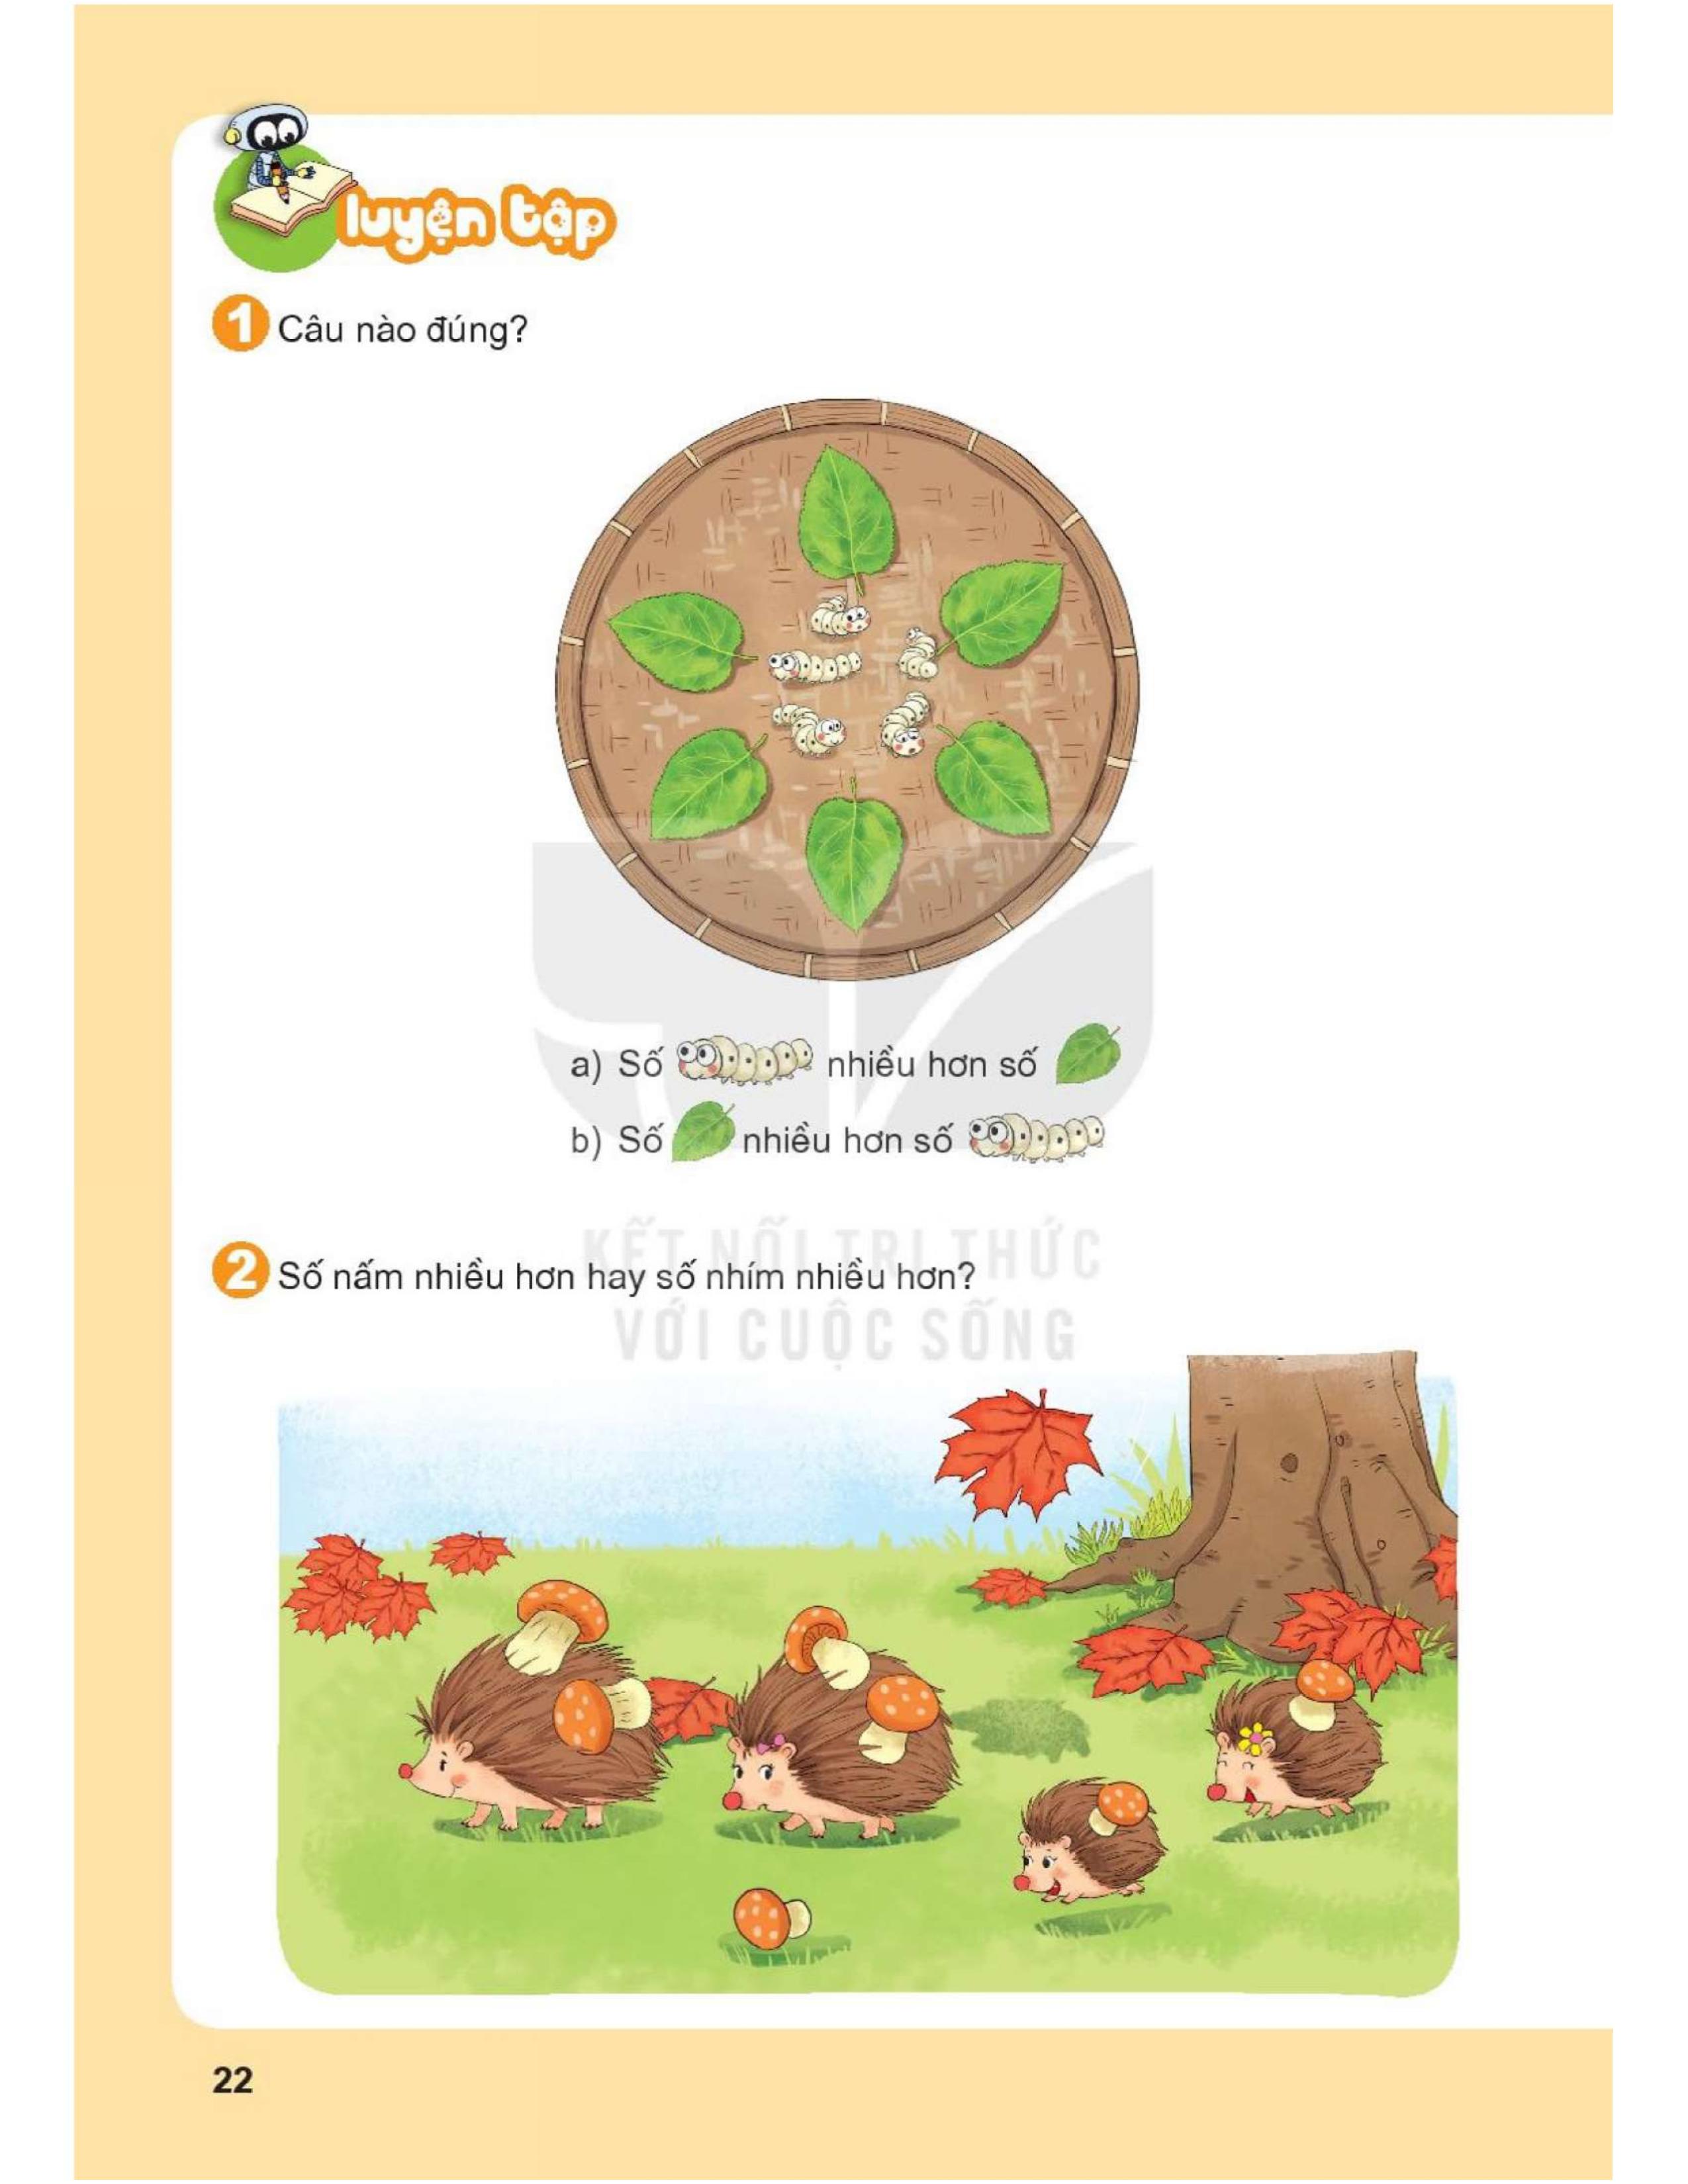 luyện tập
1 Câu nào đúng?
a) Số nhiều hơn số
b) Số nhiều hơn số
KẾT NỐI TRI THỨC
2 Số nấm nhiều hơn hay số nhím nhiều hơn?
VỚI CUỘC SỐNG
22